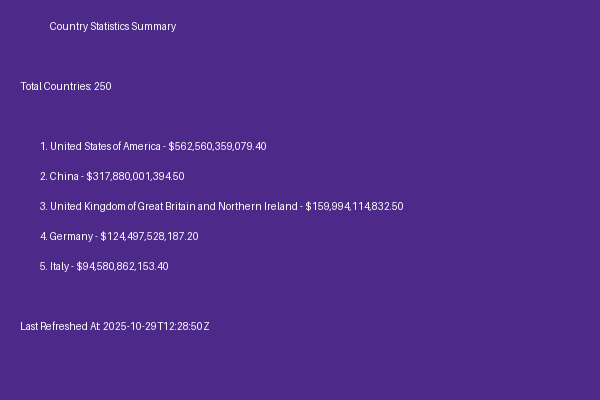 Country Statistics Summary
Total Countries: 250
1. United States of America - $562,560,359,079.40
2. China - $317,880,001,394.50
3. United Kingdom of Great Britain and Northern Ireland - $159,994,114,832.50
4. Germany - $124,497,528,187.20
5. Italy - $94,580,862,153.40
Last Refreshed At: 2025-10-29T12:28:50Z